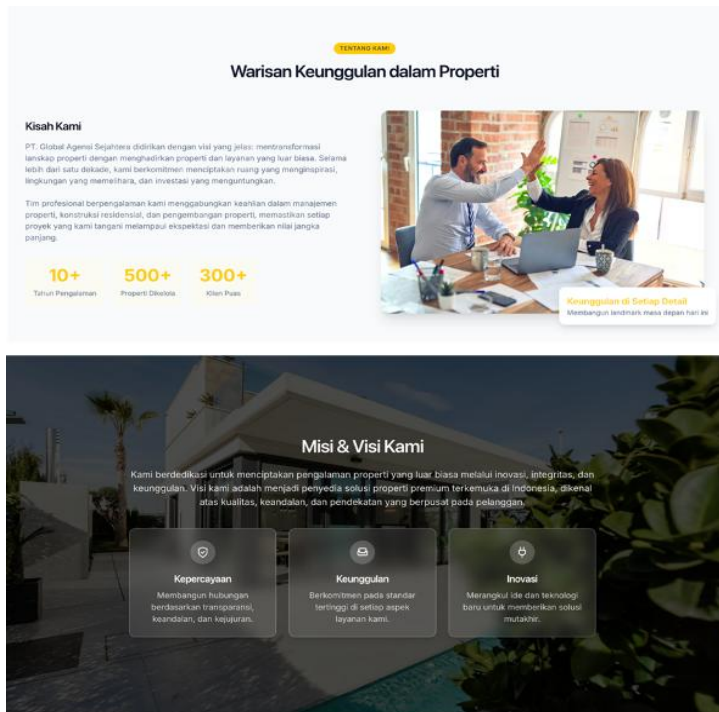 TENTANG KAMI
Warisan Keunggulan dalam Properti
Kisah Kami
PT. Global Agensi Sejahtera didirikan dengan visi yang jelas: mentransformasi
lanskap properti dengan menghadirkan properti dan layanan yang luar biasa. Selama
lebih dari satu dekade, kami berkomitmen menciptakan ruang yang menginspirasi,
lingkungan yang memelihara, dan investasi yang menguntungkan.
Tim profesional berpengalaman kami menggabungkan keahlian dalam manajemen
properti, konstruksi residensial, dan pengembangan properti, memastikan setiap
proyek yang kami tangani melampaui ekspektasi dan memberikan nilai jangka
panjang.
10+
Tahun Pengalaman
500+
Properti Dikelola
300+
Klien Puas
Keunggulan di Setiap Detail
Membangun landmark masa depan hari ini
Misi & Visi Kami
Kami berdedikasi untuk menciptakan pengalaman properti yang luar biasa melalui inovasi, integritas, dan
keunggulan. Visi kami adalah menjadi penyedia solusi properti premium terkemuka di Indonesia, dikenal
atas kualitas, keandalan, dan pendekatan yang berpusat pada pelanggan.
Kepercayaan
Membangun hubungan
berdasarkan transparansi,
keandalan, dan kejujuran.
Keunggulan
Berkomitmen pada standar
tertinggi di setiap aspek
layanan kami.
Inovasi
Merangkul ide dan teknologi
baru untuk memberikan solusi
mutakhir.